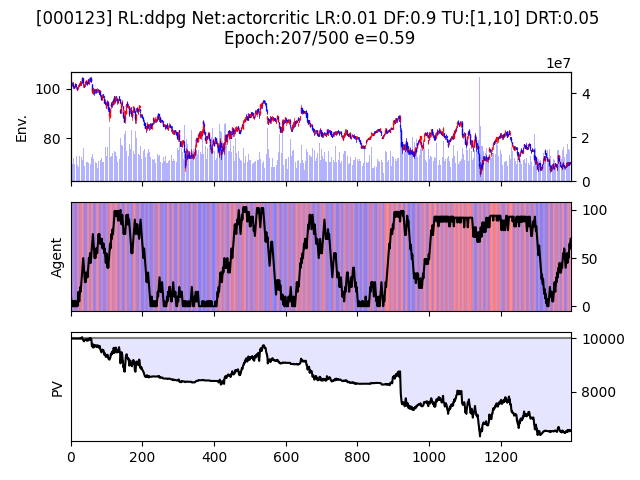 [000123] RL:ddpg Net:actorcritic LR:0.01 DF:0.9 TU:[1,10] DRT:0.05
Epoch:207/500 e=0.59
1e7
Env.
100
80
4
2
0
Agent
100
50
0
PV
10000
8000
0
200
400
600
800
1000
1200